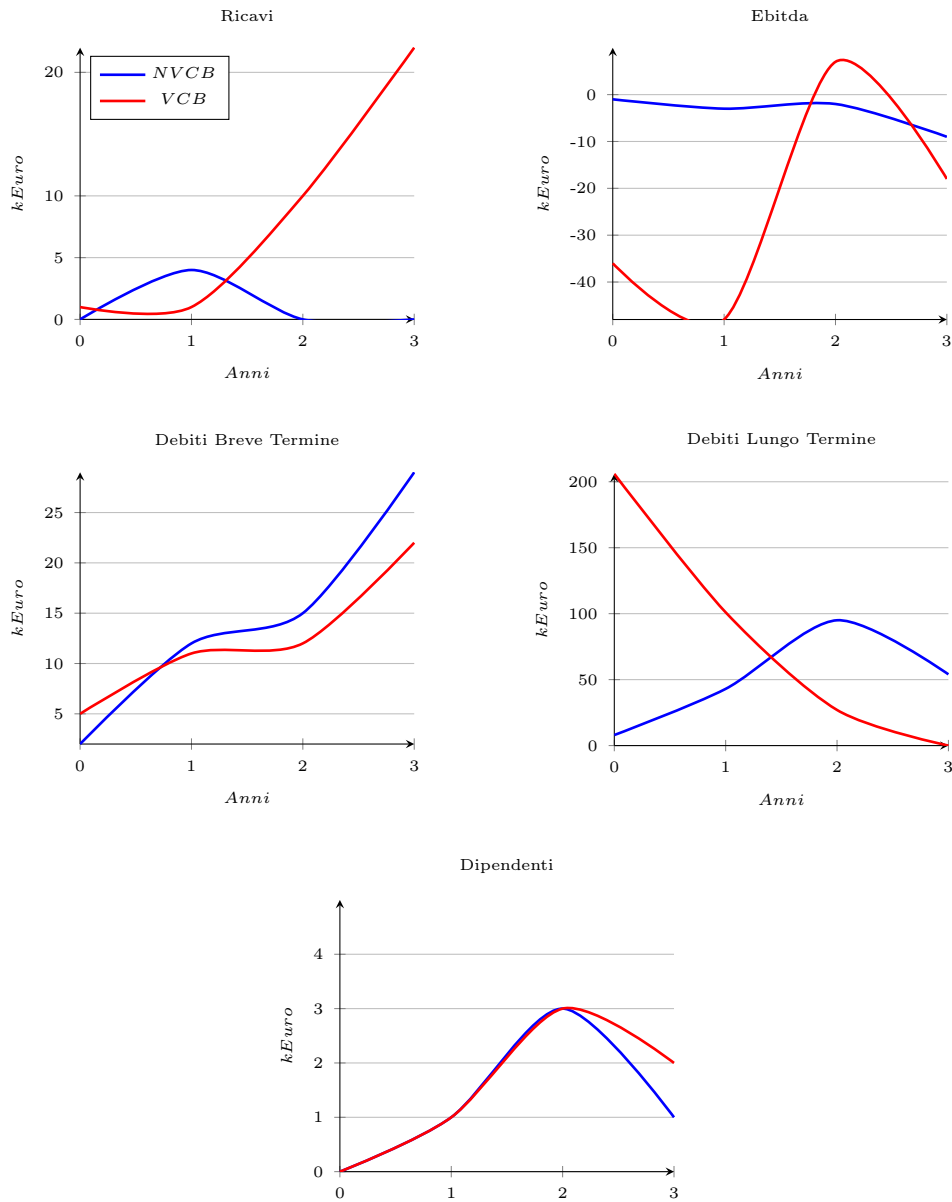 Ricavi
NVCB
VCB
20
10
5
0
0 1 2 3
kEuro
Anni
Ebitda
0
-10
-20
-30
-40
0 1 2 3
kEuro
Anni
Debiti Breve Termine
25
20
15
10
5
0 1 2 3
kEuro
Anni
Debiti Lungo Termine
200
150
100
50
0
0 1 2 3
kEuro
Anni
Dipendenti
4
3
2
1
0
0 1 2 3
kEuro